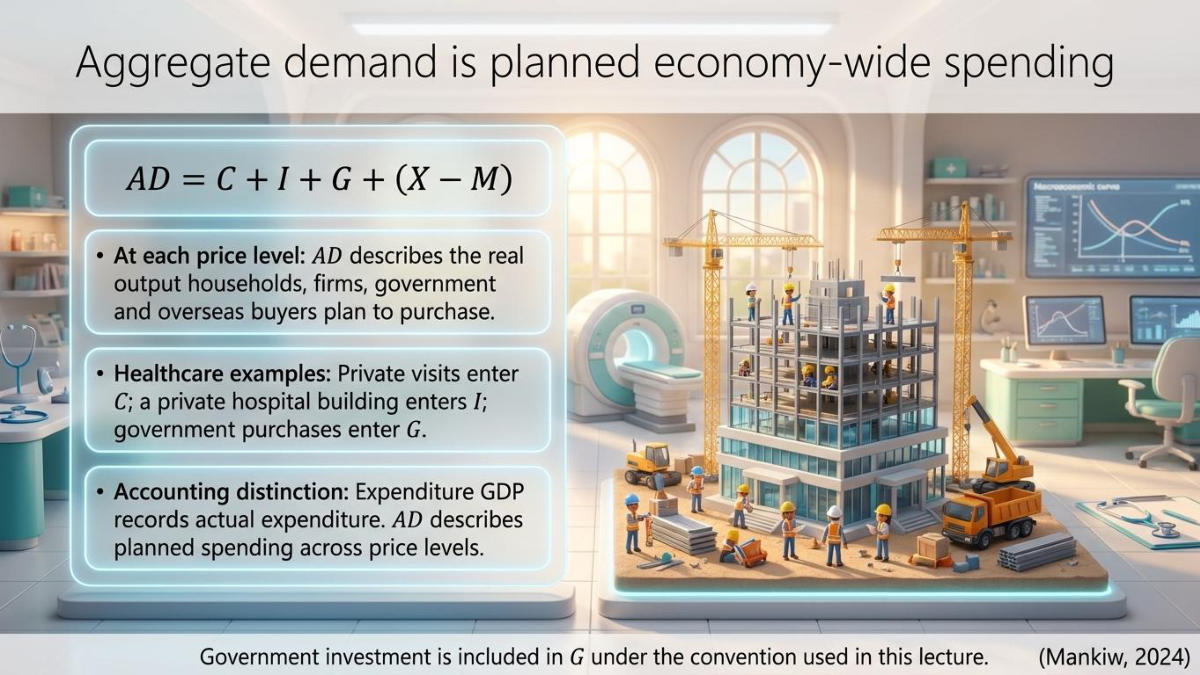 Aggregate demand is planned economy-wide spending
AD = C + I + G + (X − M)
• At each price level: AD describes the real
output households, firms, government
and overseas buyers plan to purchase.
• Healthcare examples: Private visits enter
C; a private hospital building enters I;
government purchases enter G.
• Accounting distinction: Expenditure GDP
records actual expenditure. AD describes
planned spending across price levels.
Macroeconomic curve
Government investment is included in G under the convention used in this lecture.
(Mankiw, 2024)